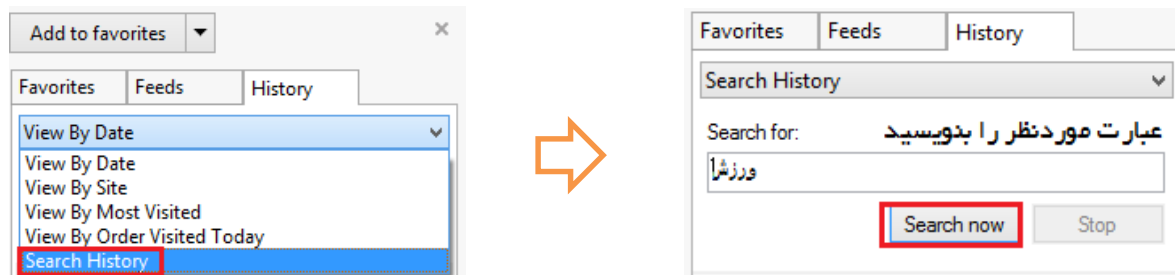 Add to favorites
Favorites Feeds History
View By Date
View By Date
View By Site
View By Most Visited
View By Order Visited Today
Search History
Favorites Feeds History
Search History
Search for: عبارت موردنظر را بنویسید
ورزش
Search now Stop